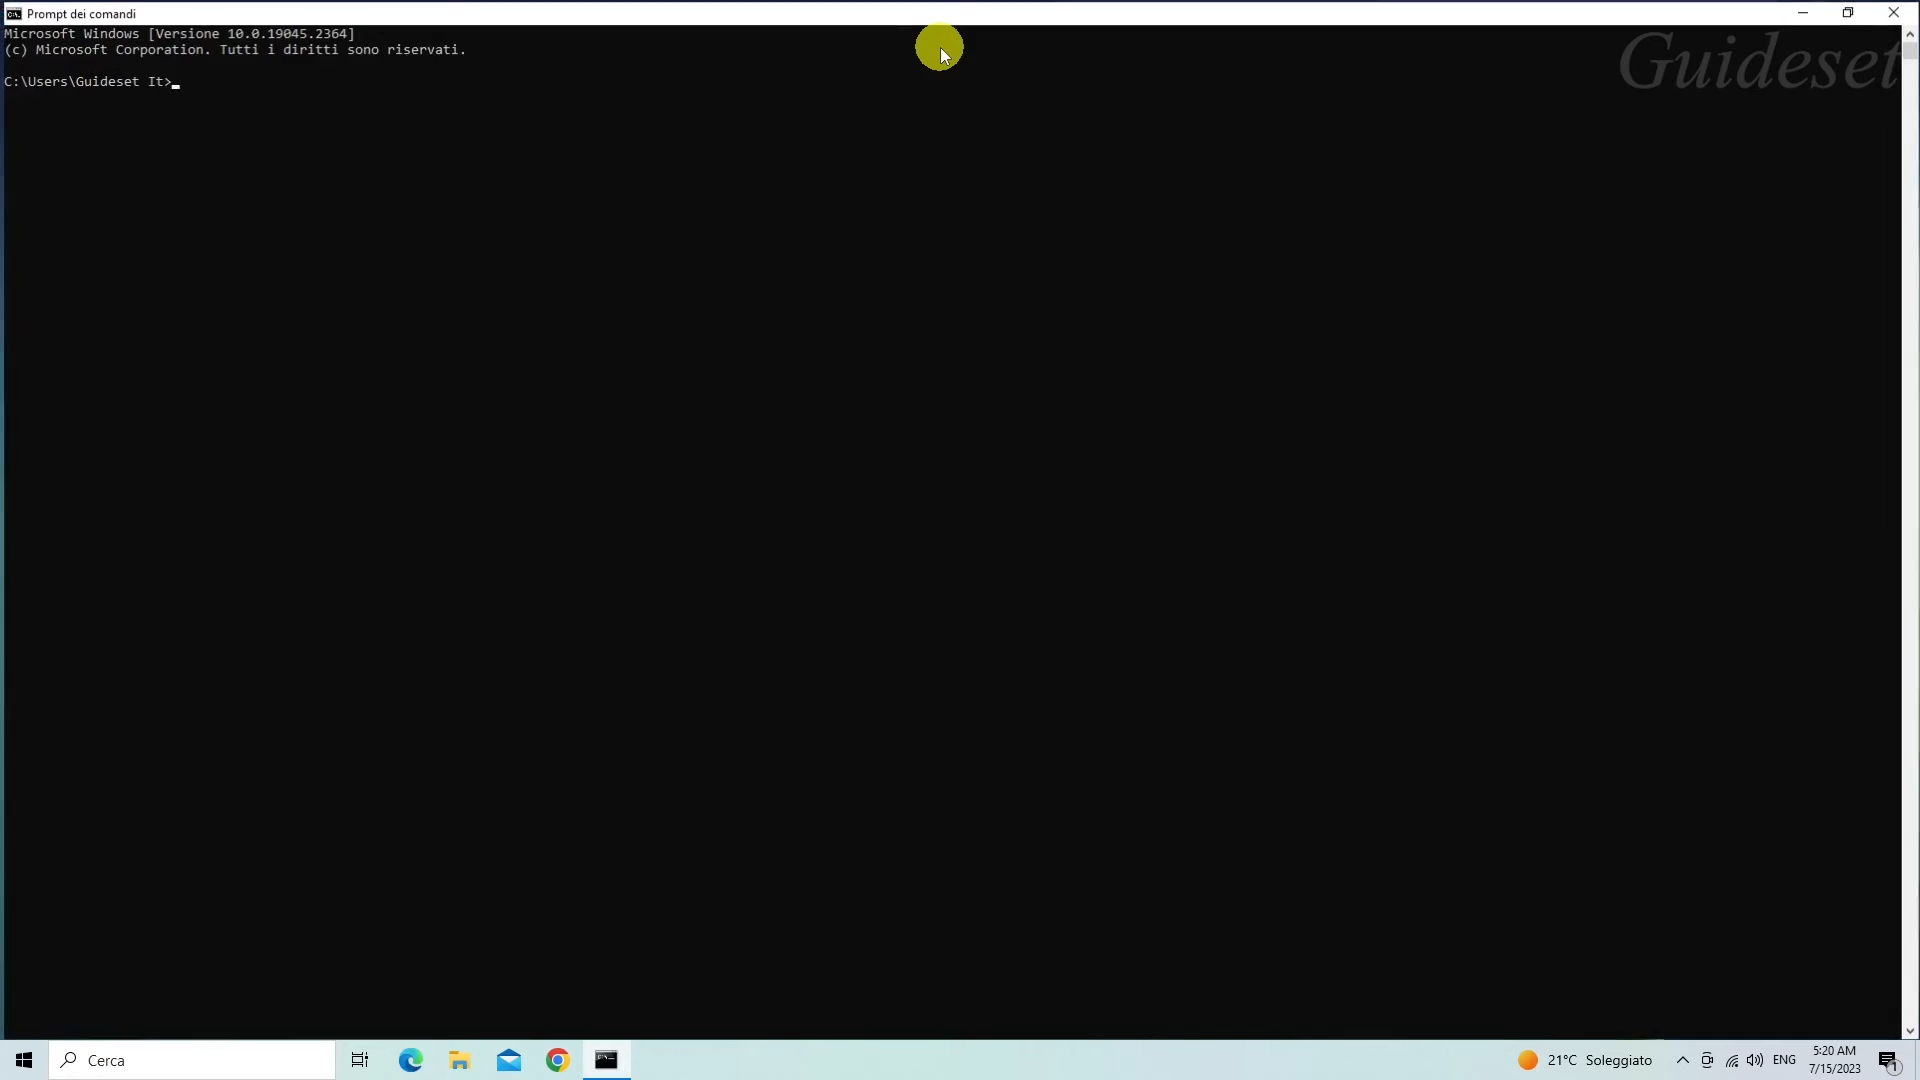 Prompt dei comandi
Microsoft Windows [Versione 10.0.19045.2364]
(c) Microsoft Corporation. Tutti i diritti sono riservati.
C:\Users\Guideset It>
Guideset
Cerca
21°C Soleggiato
ENG
5:20 AM
7/15/2023
1